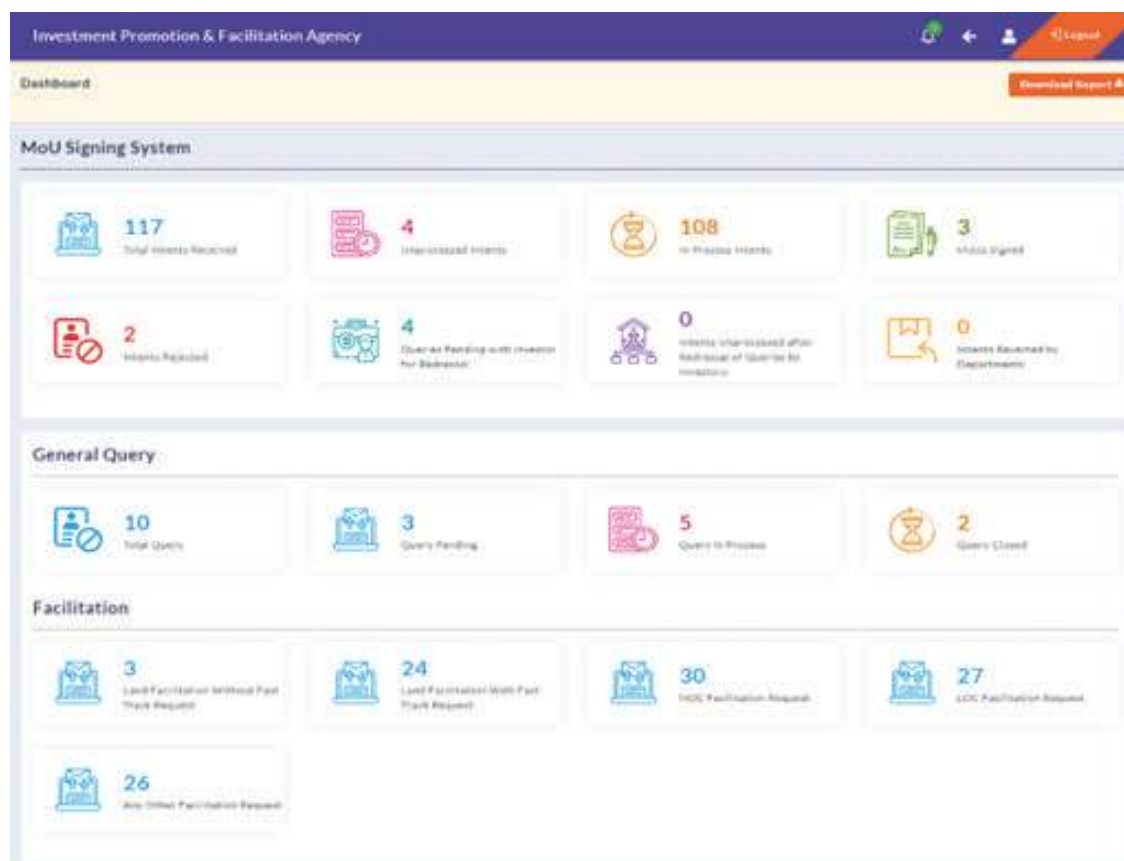 Investment Promotion & Facilitation Agency
Logout
Dashboard
Download Report
MoU Signing System
117
Total Intents Received
4
Unprocessed Intents
108
In Process Intents
3
MoUs Signed
2
Intents Rejected
4
Queries Pending with Investor
for Redressal
0
Intents Unprocessed after
Redressal of Queries by
Investors
0
Intents Reverted by
Departments
General Query
10
Total Query
3
Query Pending
5
Query In Process
2
Query Closed
Facilitation
3
Land Facilitation Without Fast
Track Request
24
Land Facilitation With Fast
Track Request
30
Facilitation Request
27
Facilitation Request
26
Any Other Facilitation Request